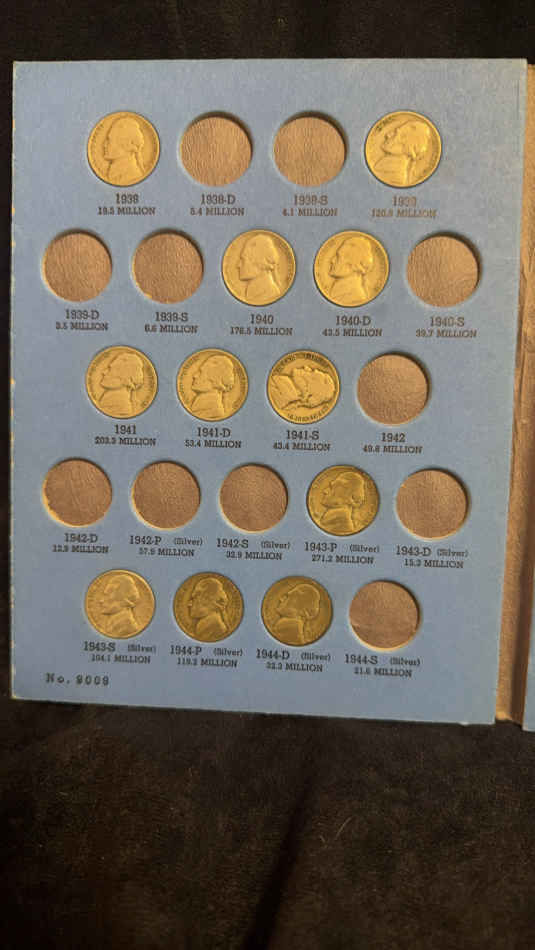 1938 1938-D 1938-S 1939
19.5 MILLION 5.4 MILLION 4.1 MILLION 120.6 MILLION
1939-D 1939-S 1940 1940-D 1940-S
3.5 MILLION 6.6 MILLION 176.5 MILLION 43.5 MILLION 39.7 MILLION
1941 1941-D 1941-S 1942
203.3 MILLION 53.4 MILLION 43.4 MILLION 49.8 MILLION
1942-D 1942-P (Silver) 1942-S (Silver) 1943-P (Silver) 1943-D (Silver)
13.9 MILLION 57.9 MILLION 32.9 MILLION 271.2 MILLION 15.3 MILLION
1943-S (Silver) 1944-P (Silver) 1944-D (Silver) 1944-S (Silver)
104.1 MILLION 119.2 MILLION 32.3 MILLION 21.6 MILLION
No. 9009